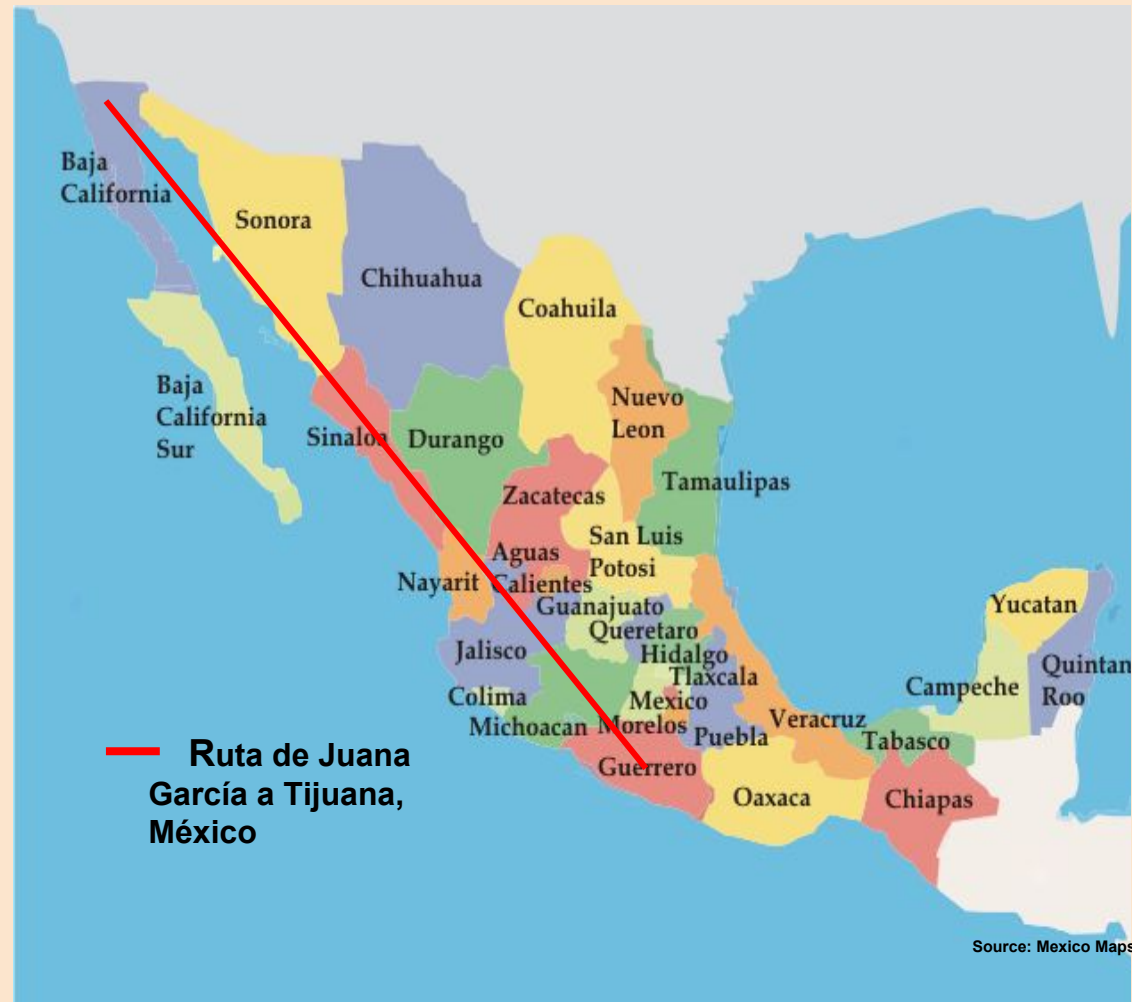 Baja
California
Sonora
Chihuahua
Coahuila
Baja
California
Sur
Sinaloa
Durango
Nuevo
Leon
Tamaulipas
Zacatecas
San Luis
Potosi
Aguas
Calientes
Nayarit
Guanajuato
Queretaro
Hidalgo
Tlaxcala
Jalisco
Colima
Mexico
Michoacan
Morelos
Puebla
Veracruz
Guerrero
Oaxaca
Tabasco
Chiapas
Campeche
Yucatan
Quintan
Roo
Ruta de Juana
García a Tijuana,
México
Source: Mexico Maps